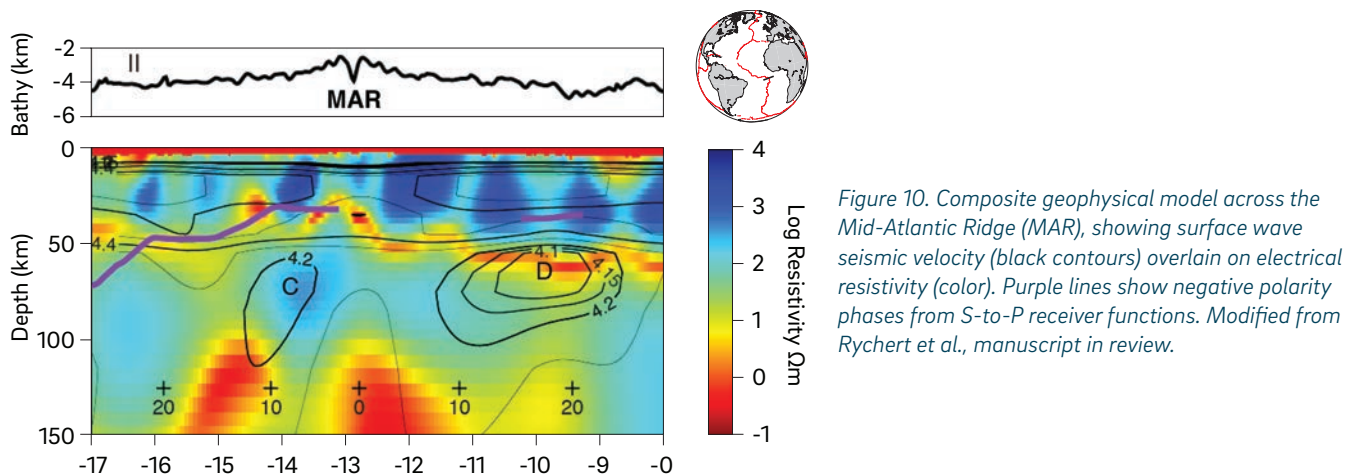 Bathy (km)
-2
-4
-6
II
MAR
Depth (km)
0
50
100
150
4.4
4.2
C
4.1
D
4.15
4.2
20
10
0
10
20
-17
-16
-15
-14
-13
-12
-11
-10
-9
-0
4
3
2
1
0
-1
Log Resistivity Ωm
Figure 10. Composite geophysical model across the
Mid-Atlantic Ridge (MAR), showing surface wave
seismic velocity (black contours) overlain on electrical
resistivity (color). Purple lines show negative polarity
phases from S-to-P receiver functions. Modified from
Rychert et al., manuscript in review.